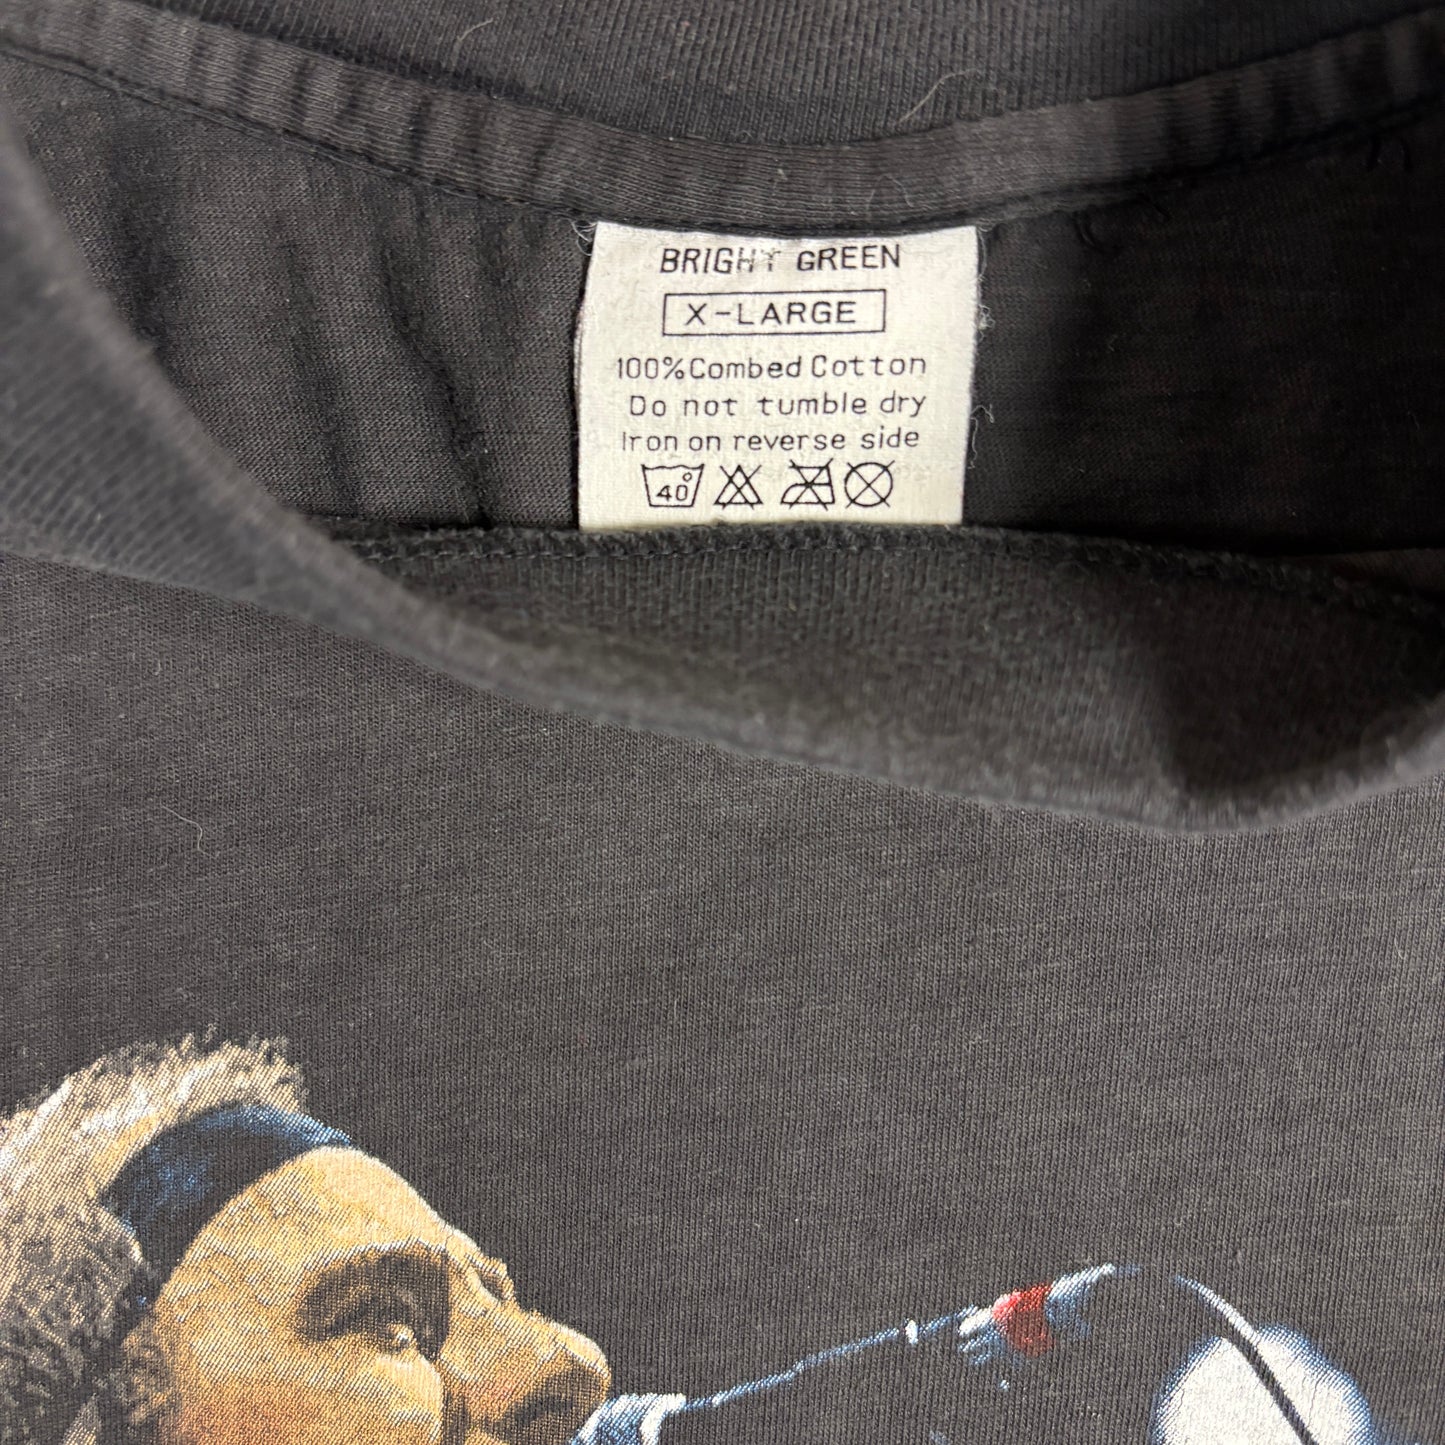 BRIGHT GREEN
X-LARGE
100%Combed Cotton
Do not tumble dry
Iron on reverse side
40°